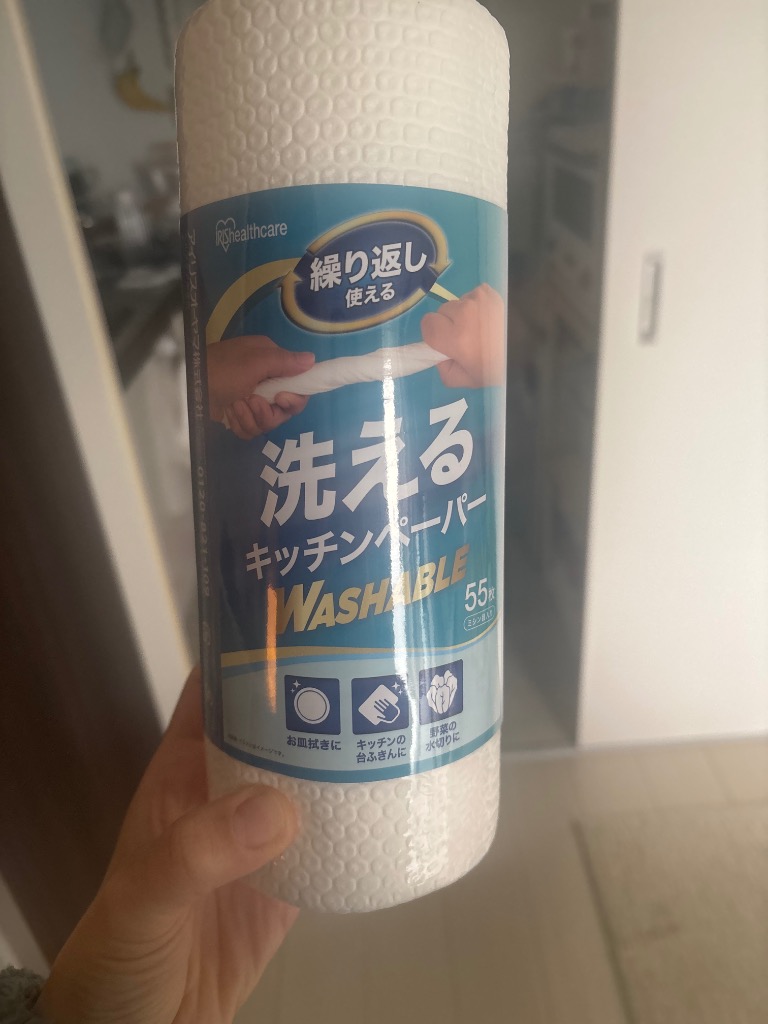 IRIS healthcare
繰り返し
使える
洗える
キッチンペーパー
WASHABLE
55枚
ミシン目入り
お皿拭きに
キッチンの
台ふきんに
野菜の
水切りに